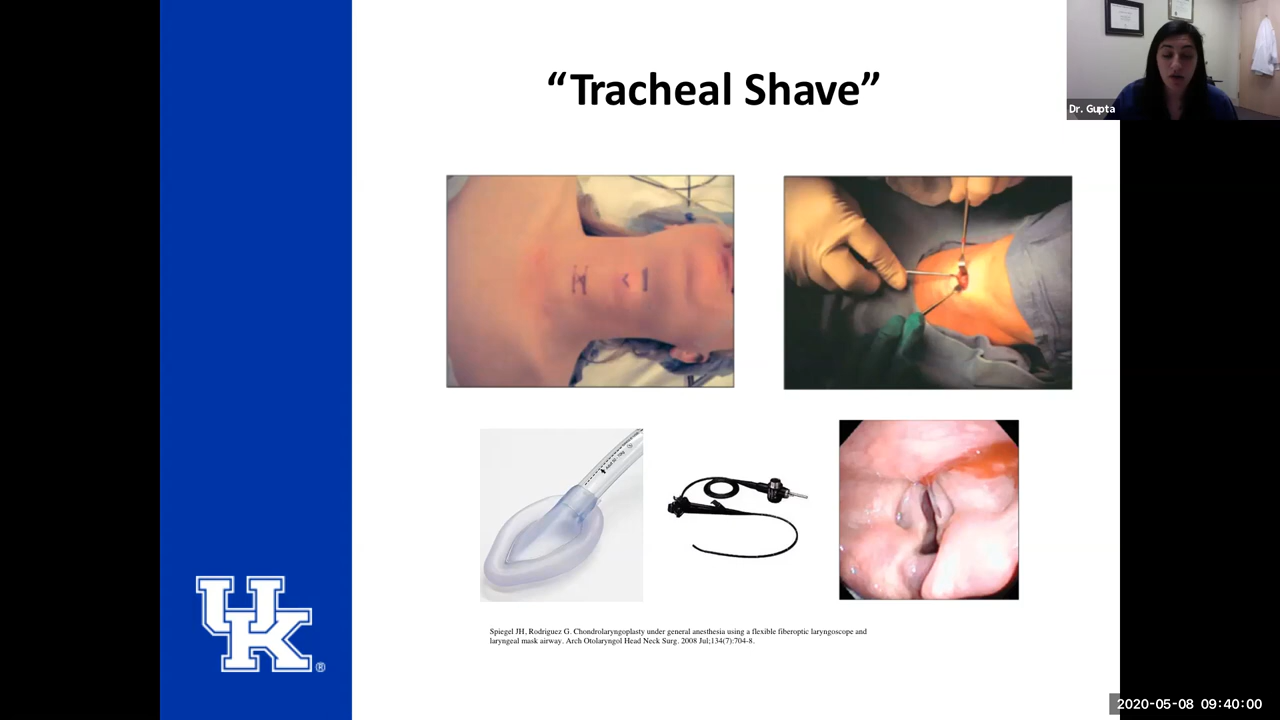 “Tracheal Shave”
Dr. Gupta
Spiegel JH, Rodriguez G. Chondrolaryngoplasty under general anesthesia using a flexible fiberoptic laryngoscope and
laryngeal mask airway. Arch Otolaryngol Head Neck Surg. 2008 Jul;134(7):704-8.
UK®
2020-05-08 09:40:00